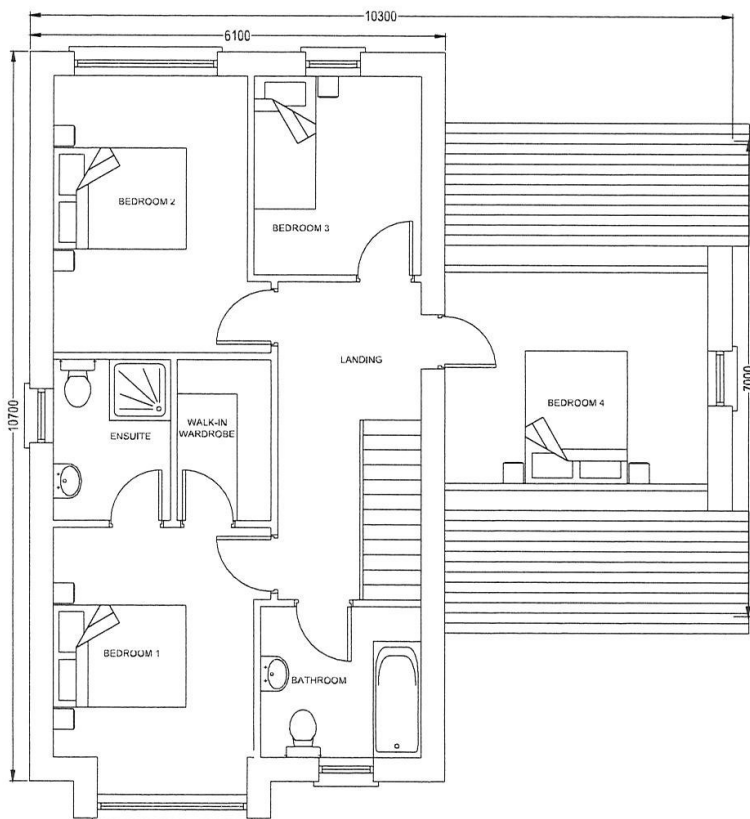 10300
6100
BEDROOM 2
BEDROOM 3
LANDING
10700
7000
BEDROOM 4
WALK-IN
WARDROBE
ENSUITE
BEDROOM 1
BATHROOM